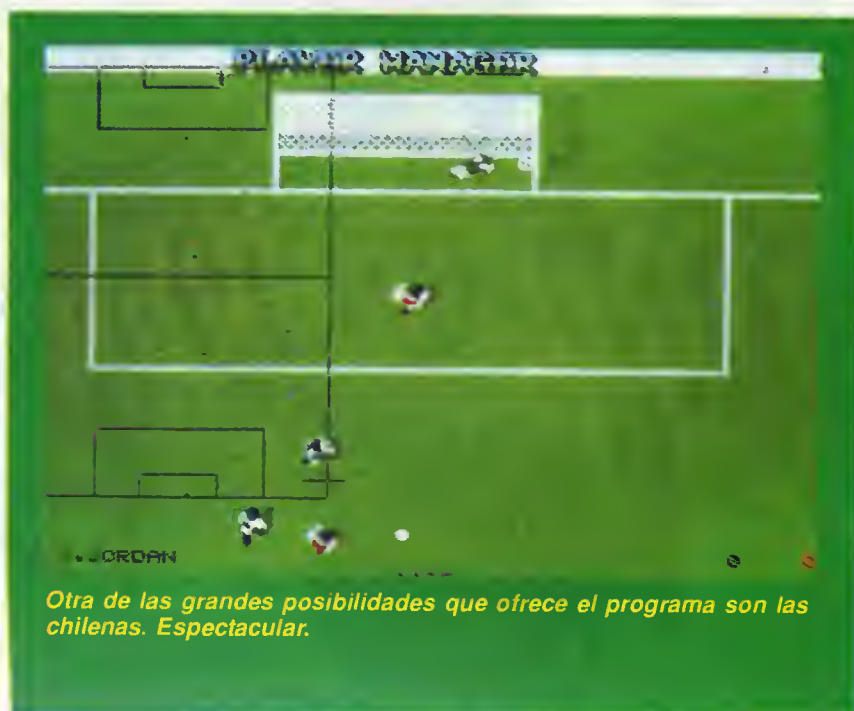 PLAYER MANAGER
JORDAN
Otra de las grandes posibilidades que ofrece el programa son las
chilenas. Espectacular.